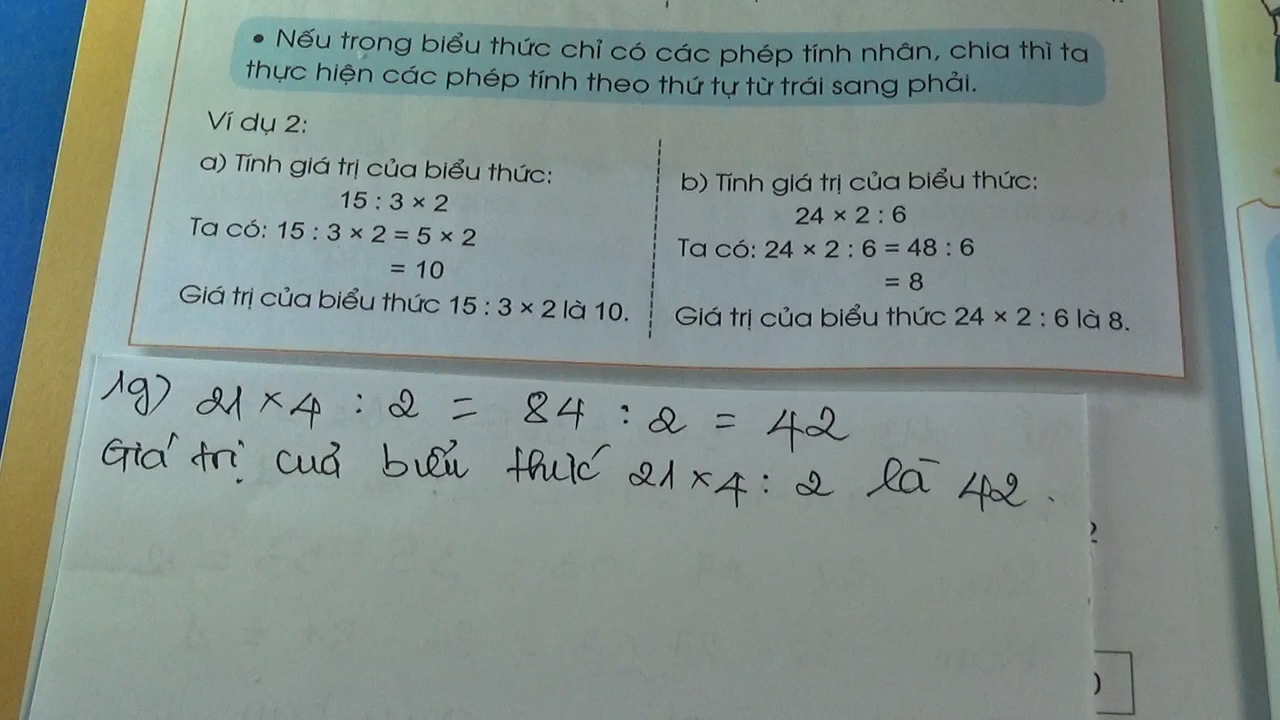 • Nếu trong biểu thức chỉ có các phép tính nhân, chia thì ta
thực hiện các phép tính theo thứ tự từ trái sang phải.
Ví dụ 2:
a) Tính giá trị của biểu thức:
15 : 3 × 2
Ta có: 15 : 3 × 2 = 5 × 2
= 10
Giá trị của biểu thức 15 : 3 × 2 là 10.
b) Tính giá trị của biểu thức:
24 × 2 : 6
Ta có: 24 × 2 : 6 = 48 : 6
= 8
Giá trị của biểu thức 24 × 2 : 6 là 8.
1g) 21 × 4 : 2 = 84 : 2 = 42
Giá trị của biểu thức 21 × 4 : 2 là 42.